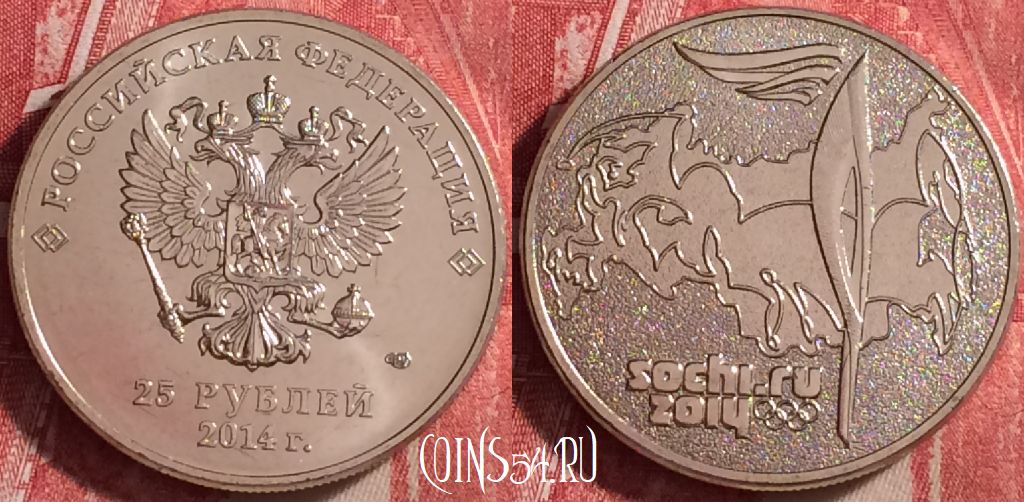 РОССИЙСКАЯ ФЕДЕРАЦИЯ
25 РУБЛЕЙ
2014 г.
sochi.ru
2014
COINS54.RU